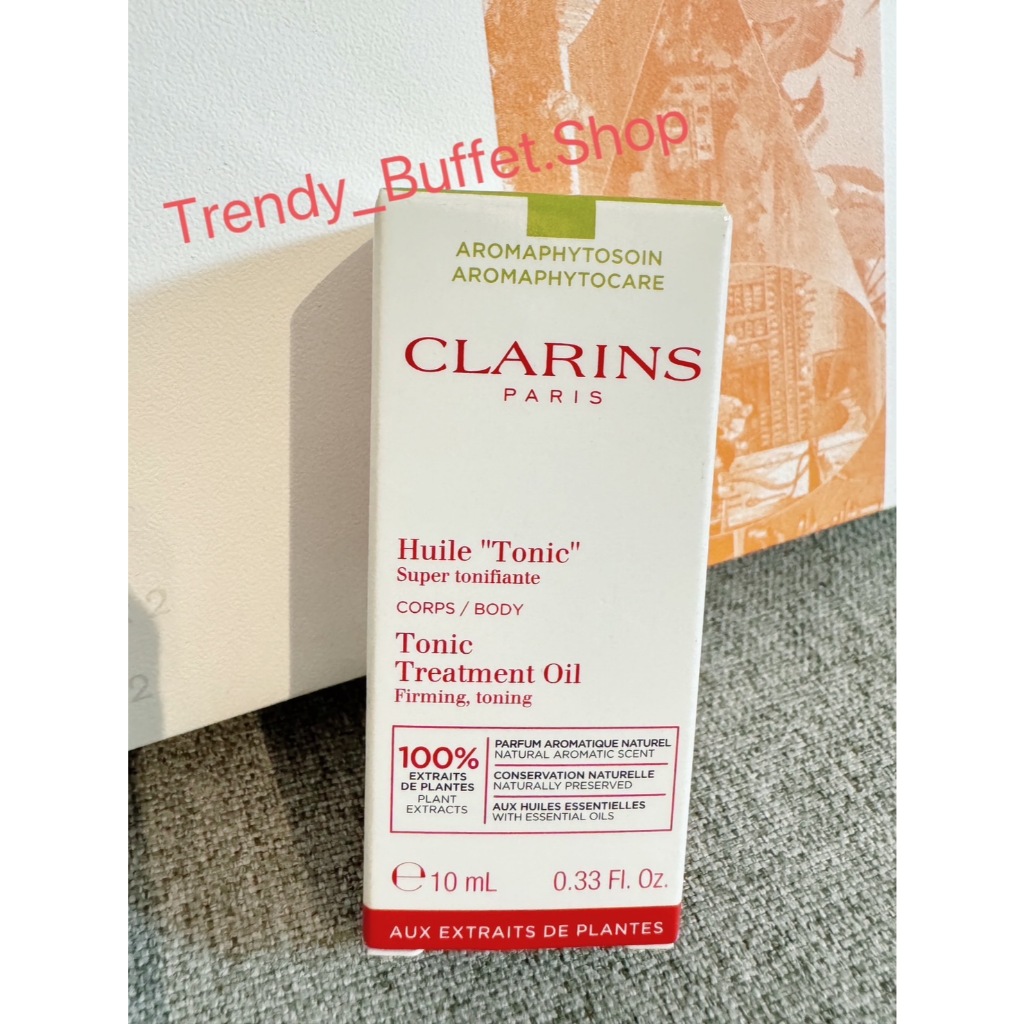 Trendy_Buffet.Shop
AROMAPHYTOSOIN
AROMAPHYTOCARE
CLARINS
PARIS
Huile "Tonic"
Super tonifiante
CORPS / BODY
Tonic
Treatment Oil
Firming, toning
100%
EXTRAITS
DE PLANTES
PLANT
EXTRACTS
PARFUM AROMATIQUE NATUREL
NATURAL AROMATIC SCENT
CONSERVATION NATURELLE
NATURALLY PRESERVED
AUX HUILES ESSENTIELLES
WITH ESSENTIAL OILS
℮ 10 mL 0.33 Fl. Oz.
AUX EXTRAITS DE PLANTES